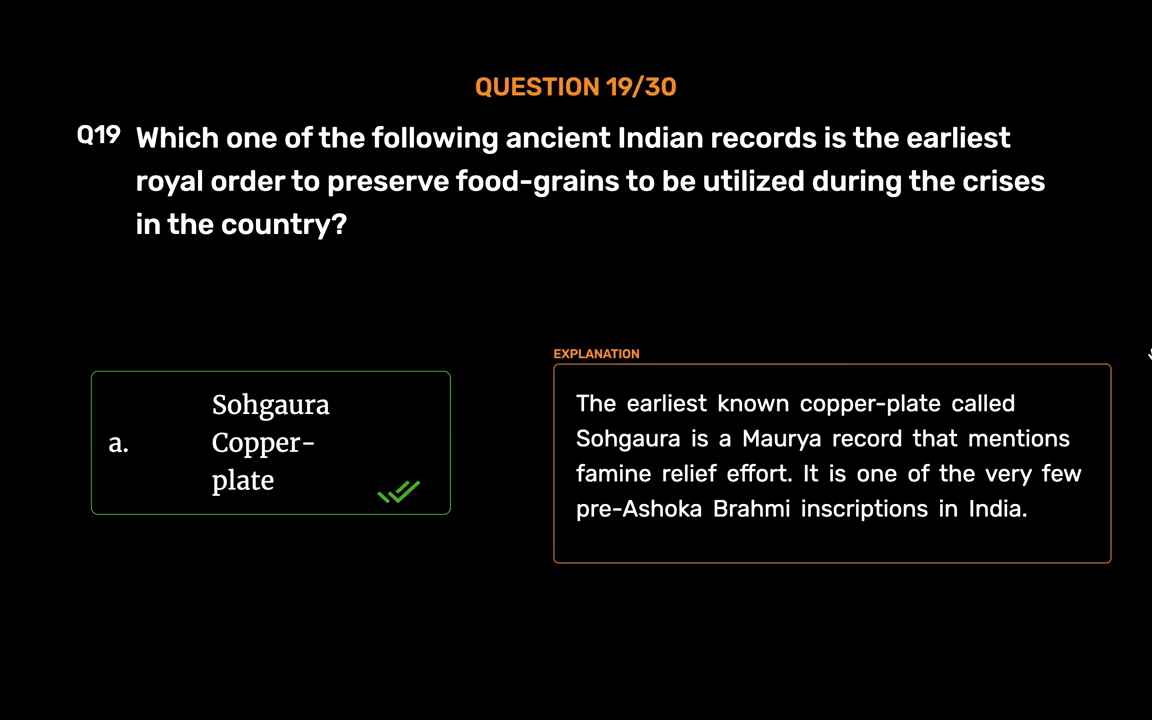 QUESTION 19/30
Q19 Which one of the following ancient Indian records is the earliest
royal order to preserve food-grains to be utilized during the crises
in the country?
EXPLANATION
a. Sohgaura
Copper-
plate
The earliest known copper-plate called
Sohgaura is a Maurya record that mentions
famine relief effort. It is one of the very few
pre-Ashoka Brahmi inscriptions in India.